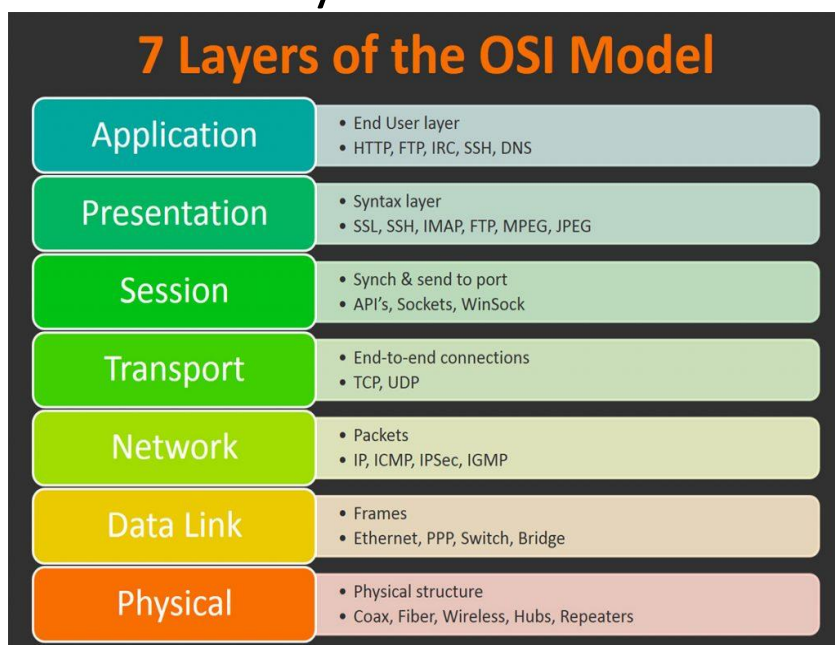 7 Layers of the OSI Model
Application
• End User layer
• HTTP, FTP, IRC, SSH, DNS
Presentation
• Syntax layer
• SSL, SSH, IMAP, FTP, MPEG, JPEG
Session
• Synch & send to port
• API's, Sockets, WinSock
Transport
• End-to-end connections
• TCP, UDP
Network
• Packets
• IP, ICMP, IPSec, IGMP
Data Link
• Frames
• Ethernet, PPP, Switch, Bridge
Physical
• Physical structure
• Coax, Fiber, Wireless, Hubs, Repeaters